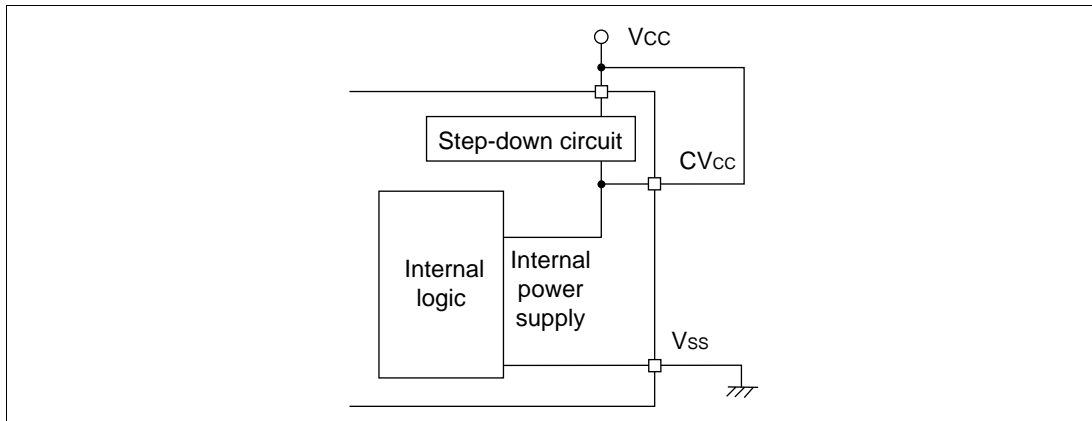 Vcc
Step-down circuit
CVcc
Internal
logic
Internal
power
supply
Vss